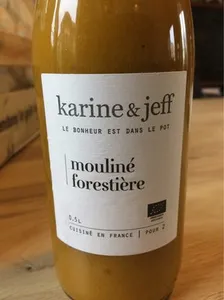 karine & jeff
LE BONHEUR EST DANS LE POT
mouliné
forestière
0,5L
CUISINÉ EN FRANCE | POUR 2